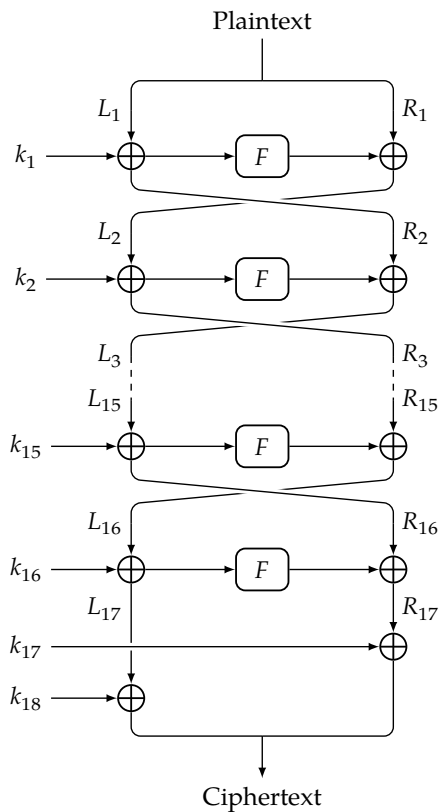 Plaintext
L₁ R₁
k₁ F
L₂ R₂
k₂ F
L₃ R₃
L₁₅ R₁₅
k₁₅ F
L₁₆ R₁₆
k₁₆ F
L₁₇ R₁₇
k₁₇
k₁₈
Ciphertext